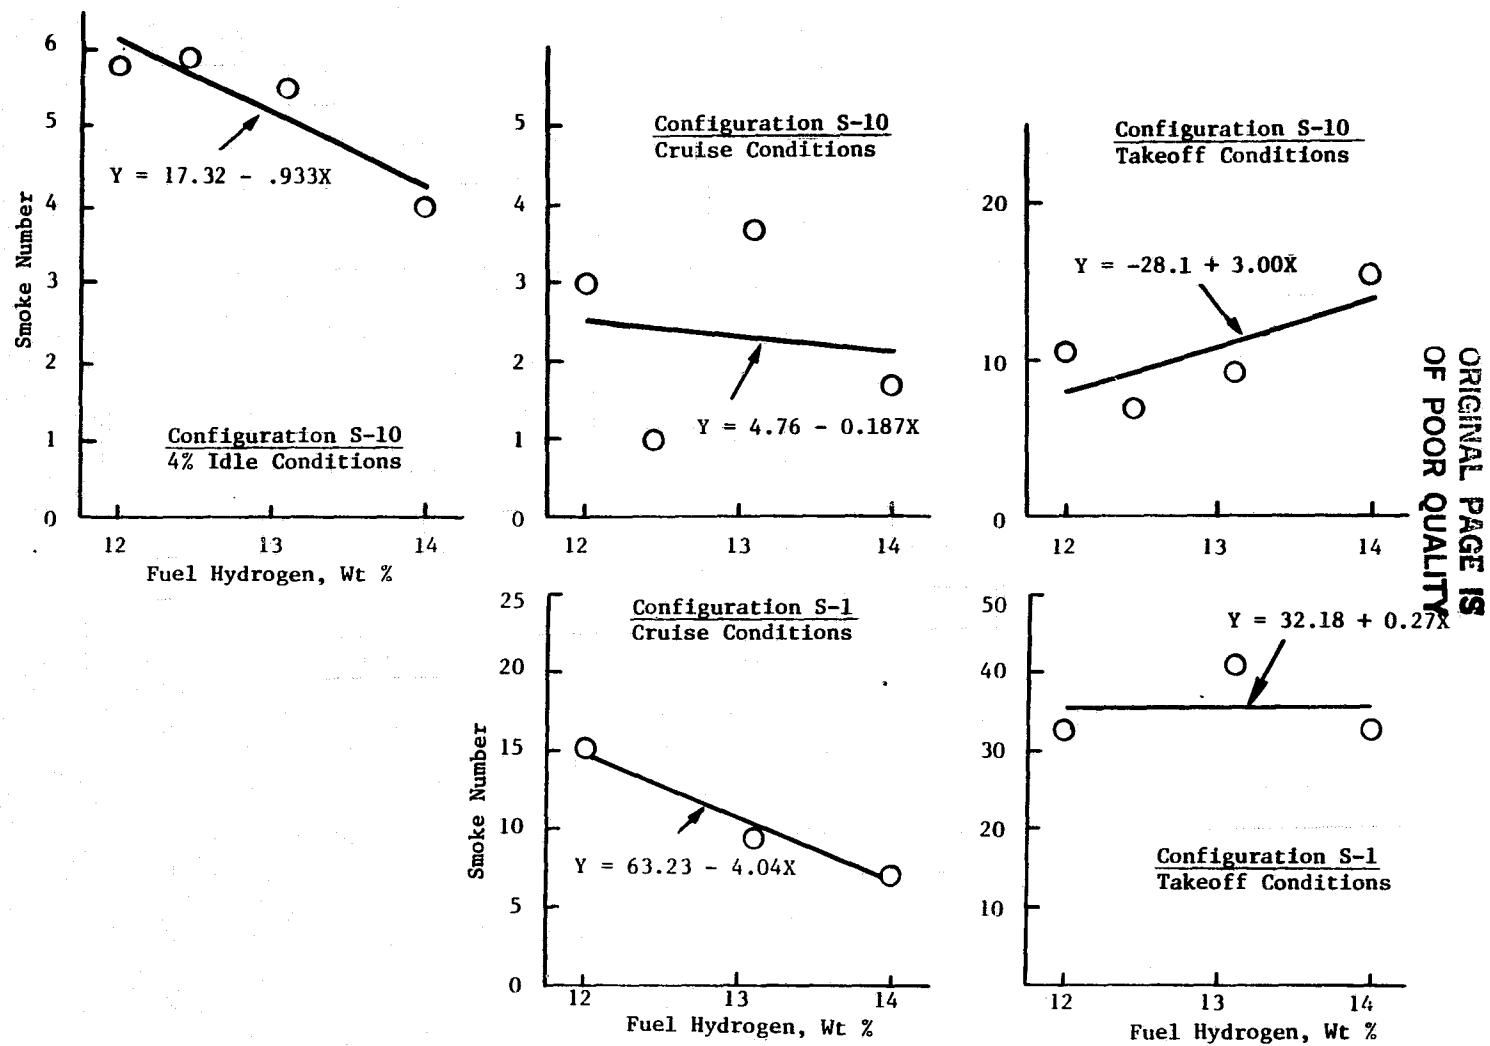 6
5
4
3
2
1
0
Smoke Number
Y = 17.32 - .933X
Configuration S-10
4% Idle Conditions
12 13 14
Fuel Hydrogen, Wt %
Configuration S-10
Cruise Conditions
5
4
3
2
1
0
Y = 4.76 - 0.187X
12 13 14
Configuration S-10
Takeoff Conditions
20
10
0
Y = -28.1 + 3.00X
12 13 14
ORIGINAL PAGE IS
OF POOR QUALITY
Configuration S-1
Cruise Conditions
25
20
15
10
5
0
Smoke Number
Y = 63.23 - 4.04X
12 13 14
Fuel Hydrogen, Wt %
50
40
30
20
10
Y = 32.18 + 0.27X
Configuration S-1
Takeoff Conditions
12 13 14
Fuel Hydrogen, Wt %